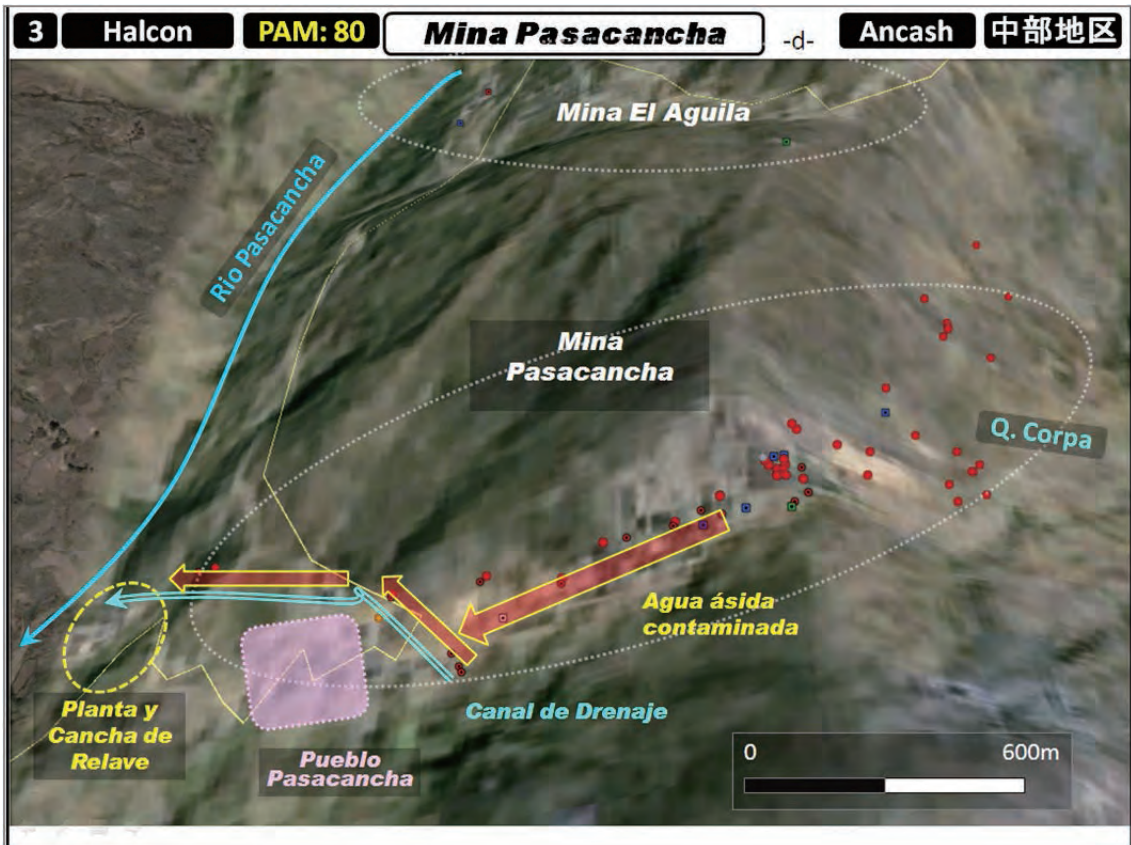 3 Halcon PAM: 80 Mina Pasacancha -d- Ancash 中部地区
Mina El Aguila
Rio Pasacancha
Mina
Pasacancha
Q. Corpa
Agua ásida
contaminada
Canal de Drenaje
Planta y
Cancha de
Relave
Pueblo
Pasacancha
0 600m